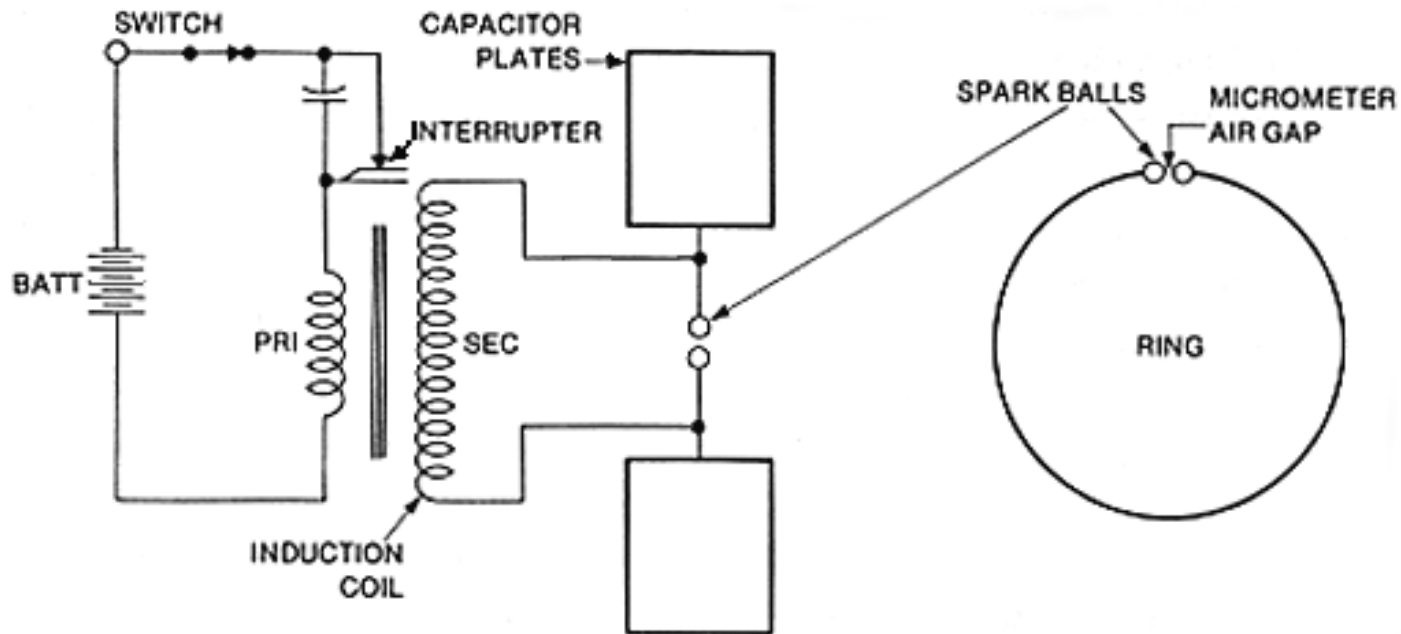 SWITCH
CAPACITOR
PLATES
SPARK BALLS
MICROMETER
AIR GAP
INTERRUPTER
BATT
PRI
SEC
RING
INDUCTION
COIL